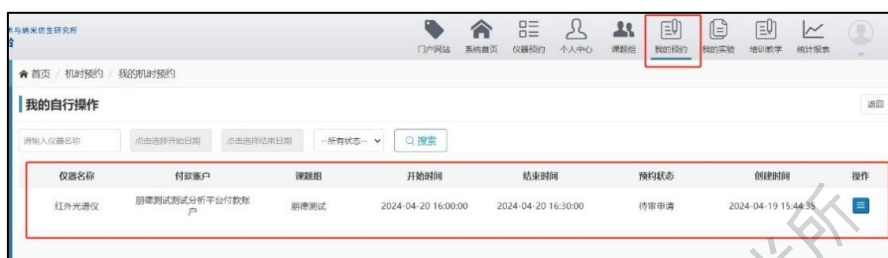 术与纳米仿生研究所
台
门户网站 系统首页 仪器预约 个人中心 课题组 我的预约 我的实验 培训教学 统计报表
首页 / 机时预约 / 我的机时预约
我的自行操作 返回
请输入仪器名称 点击选择开始日期 点击选择结束日期 --所有状态-- 搜索
仪器名称 付款账户 课题组 开始时间 结束时间 预约状态 创建时间 操作
红外光谱仪 朋德测试测试分析平台付款账户 朋德测试 2024-04-20 16:00:00 2024-04-20 16:30:00 待审申请 2024-04-19 15:44:35